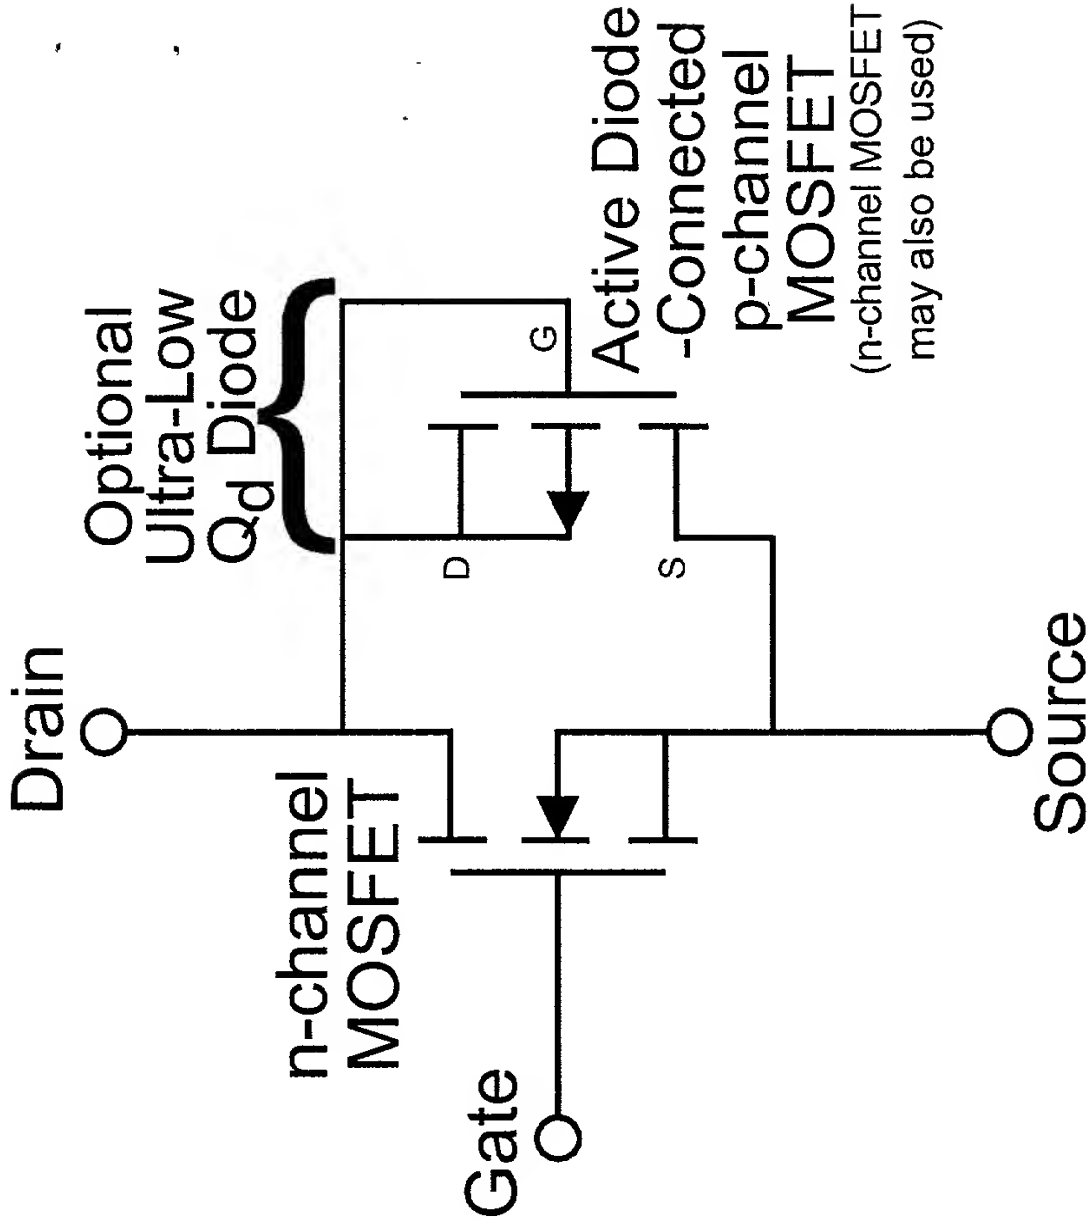 Drain
Optional
Ultra-Low
Qd Diode
n-channel
MOSFET
G
D
S
Active Diode
-Connected
p-channel
MOSFET
(n-channel MOSFET
may also be used)
Gate
Source